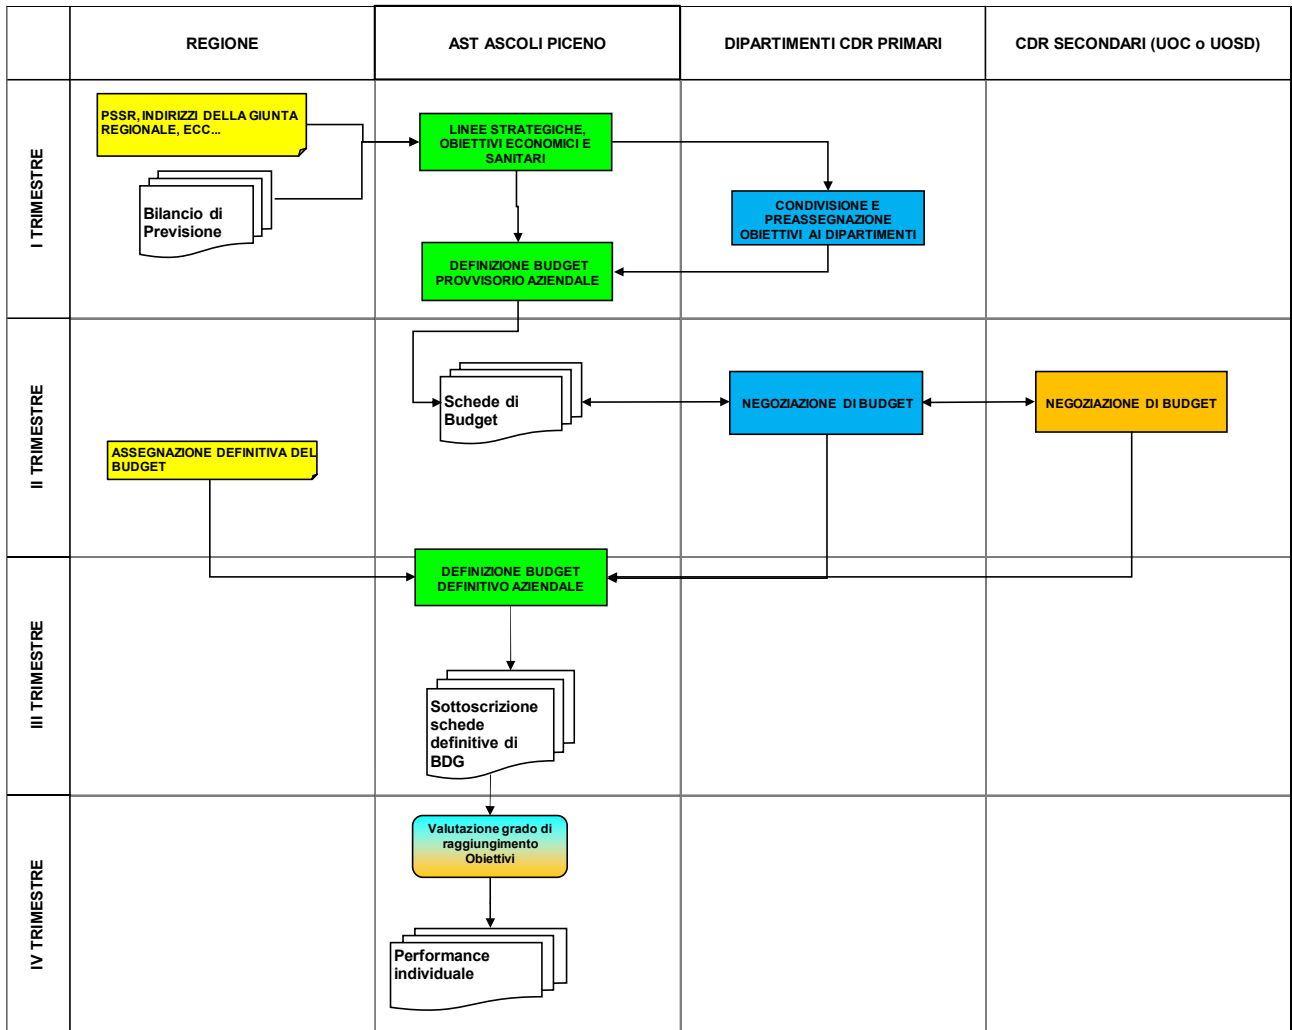 REGIONE
AST ASCOLI PICENO
DIPARTIMENTI CDR PRIMARI
CDR SECONDARI (UOC o UOSD)
I TRIMESTRE
PSSR, INDIRIZZI DELLA GIUNTA
REGIONALE, ECC...
Bilancio di
Previsione
LINEE STRATEGICHE,
OBIETTIVI ECONOMICI E
SANITARI
CONDIVISIONE E
PREASSEGNAZIONE
OBIETTIVI AI DIPARTIMENTI
DEFINIZIONE BUDGET
PROVVISORIO AZIENDALE
II TRIMESTRE
Schede di
Budget
NEGOZIAZIONE DI BUDGET
NEGOZIAZIONE DI BUDGET
ASSEGNAZIONE DEFINITIVA DEL
BUDGET
III TRIMESTRE
DEFINIZIONE BUDGET
DEFINITIVO AZIENDALE
Sottoscrizione
schede
definitive di
BDG
IV TRIMESTRE
Valutazione grado di
raggiungimento
Obiettivi
Performance
individuale